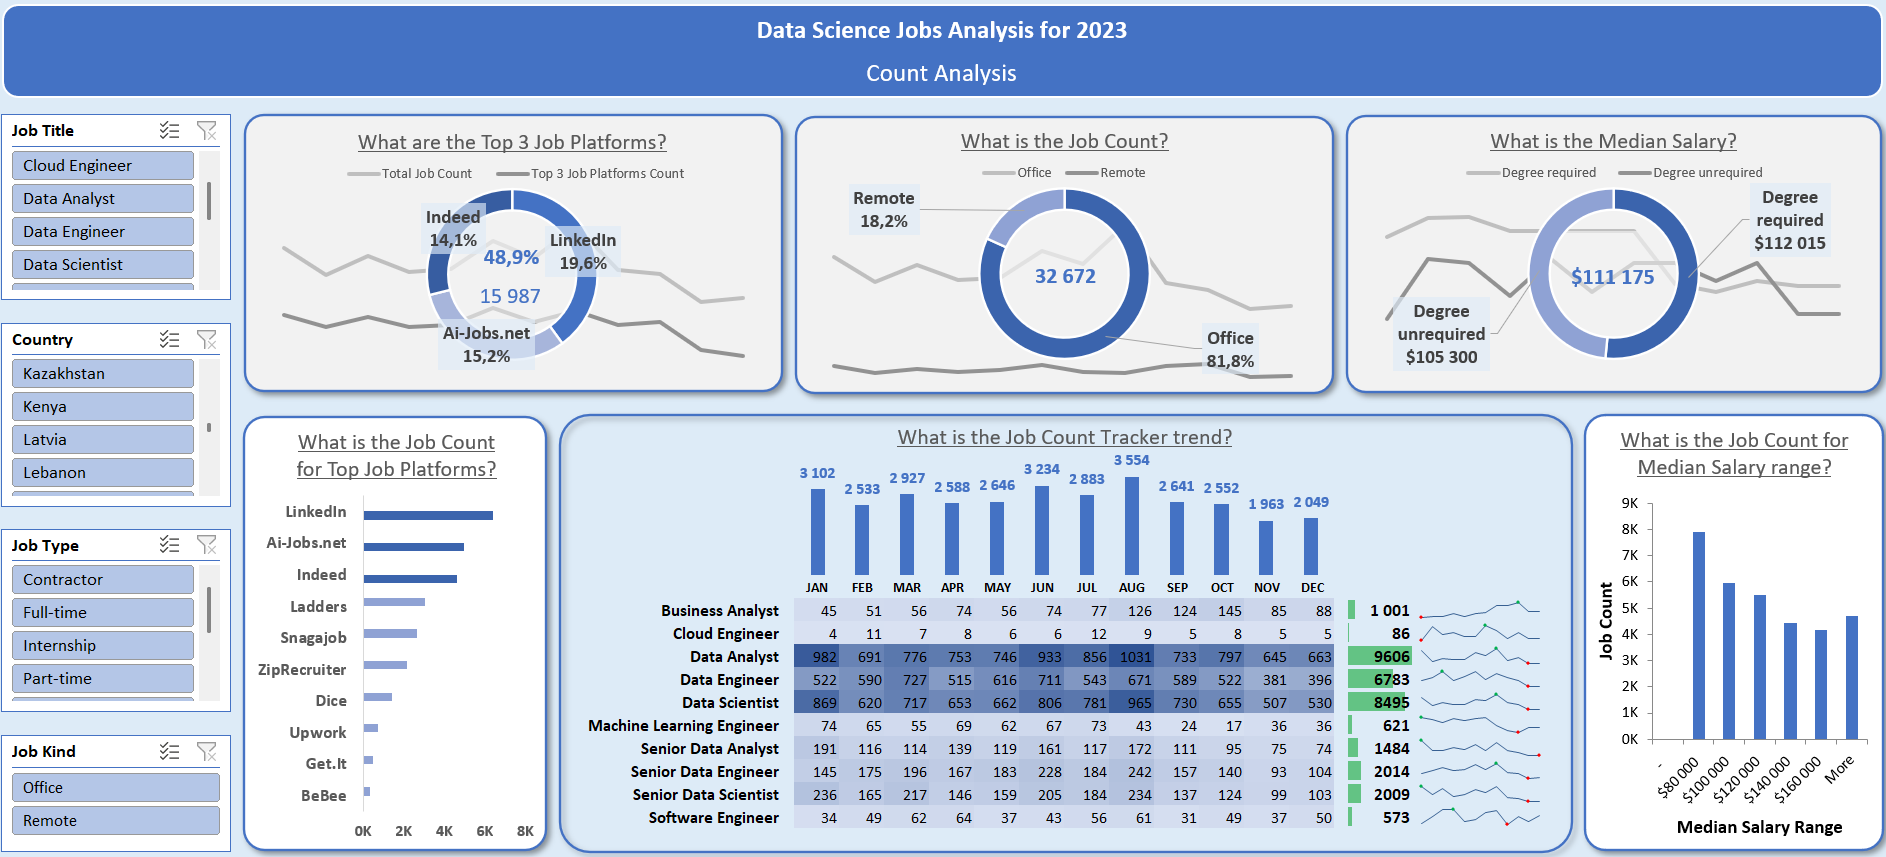 Data Science Jobs Analysis for 2023
Count Analysis
Job Title
Cloud Engineer
Data Analyst
Data Engineer
Data Scientist
Country
Kazakhstan
Kenya
Latvia
Lebanon
Job Type
Contractor
Full-time
Internship
Part-time
Job Kind
Office
Remote
What are the Top 3 Job Platforms?
Total Job Count Top 3 Job Platforms Count
Indeed
14,1%
LinkedIn
19,6%
48,9%
15 987
Ai-Jobs.net
15,2%
What is the Job Count?
Office Remote
Remote
18,2%
32 672
Office
81,8%
What is the Median Salary?
Degree required Degree unrequired
Degree
required
$112 015
$111 175
Degree
unrequired
$105 300
What is the Job Count
for Top Job Platforms?
LinkedIn
Ai-Jobs.net
Indeed
Ladders
Snagajob
ZipRecruiter
Dice
Upwork
Get.It
BeBee
0K 2K 4K 6K 8K
What is the Job Count Tracker trend?
3 102 2 533 2 927 2 588 2 646 3 234 2 883 3 554 2 641 2 552 1 963 2 049
JAN FEB MAR APR MAY JUN JUL AUG SEP OCT NOV DEC
Business Analyst 45 51 56 74 56 74 77 126 124 145 85 88 1 001
Cloud Engineer 4 11 7 8 6 6 12 9 5 8 5 5 86
Data Analyst 982 691 776 753 746 933 856 1031 733 797 645 663 9606
Data Engineer 522 590 727 515 616 711 543 671 589 522 381 396 6783
Data Scientist 869 620 717 653 662 806 781 965 730 655 507 530 8495
Machine Learning Engineer 74 65 55 69 62 67 73 43 24 17 36 36 621
Senior Data Analyst 191 116 114 139 119 161 117 172 111 95 75 74 1484
Senior Data Engineer 145 175 196 167 183 228 184 242 157 140 93 104 2014
Senior Data Scientist 236 165 217 146 159 205 184 234 137 124 99 103 2009
Software Engineer 34 49 62 64 37 43 56 61 31 49 37 50 573
What is the Job Count for
Median Salary range?
Job Count
9K
8K
7K
6K
5K
4K
3K
2K
1K
0K
- $80 000 $100 000 $120 000 $140 000 $160 000 More
Median Salary Range